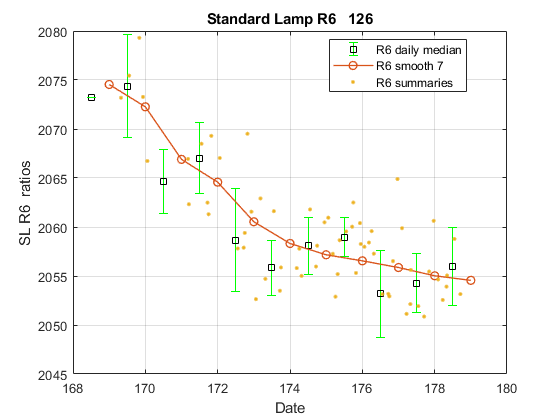 Standard Lamp R6 126
R6 daily median
R6 smooth 7
R6 summaries
2080
2075
2070
2065
2060
2055
2050
2045
SL R6 ratios
168 170 172 174 176 178 180
Date